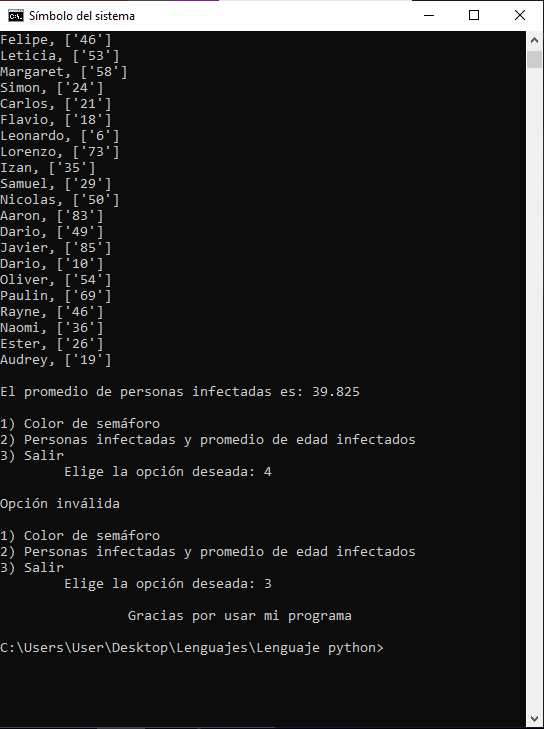 Símbolo del sistema
Felipe, ['46']
Leticia, ['53']
Margaret, ['58']
Simon, ['24']
Carlos, ['21']
Flavio, ['18']
Leonardo, ['6']
Lorenzo, ['73']
Izan, ['35']
Samuel, ['29']
Nicolas, ['50']
Aaron, ['83']
Dario, ['49']
Javier, ['85']
Dario, ['10']
Oliver, ['54']
Paulin, ['69']
Rayne, ['46']
Naomi, ['36']
Ester, ['26']
Audrey, ['19']
El promedio de personas infectadas es: 39.825
1) Color de semáforo
2) Personas infectadas y promedio de edad infectados
3) Salir
Elige la opción deseada: 4
Opción inválida
1) Color de semáforo
2) Personas infectadas y promedio de edad infectados
3) Salir
Elige la opción deseada: 3
Gracias por usar mi programa
C:\Users\User\Desktop\Lenguajes\Lenguaje python>